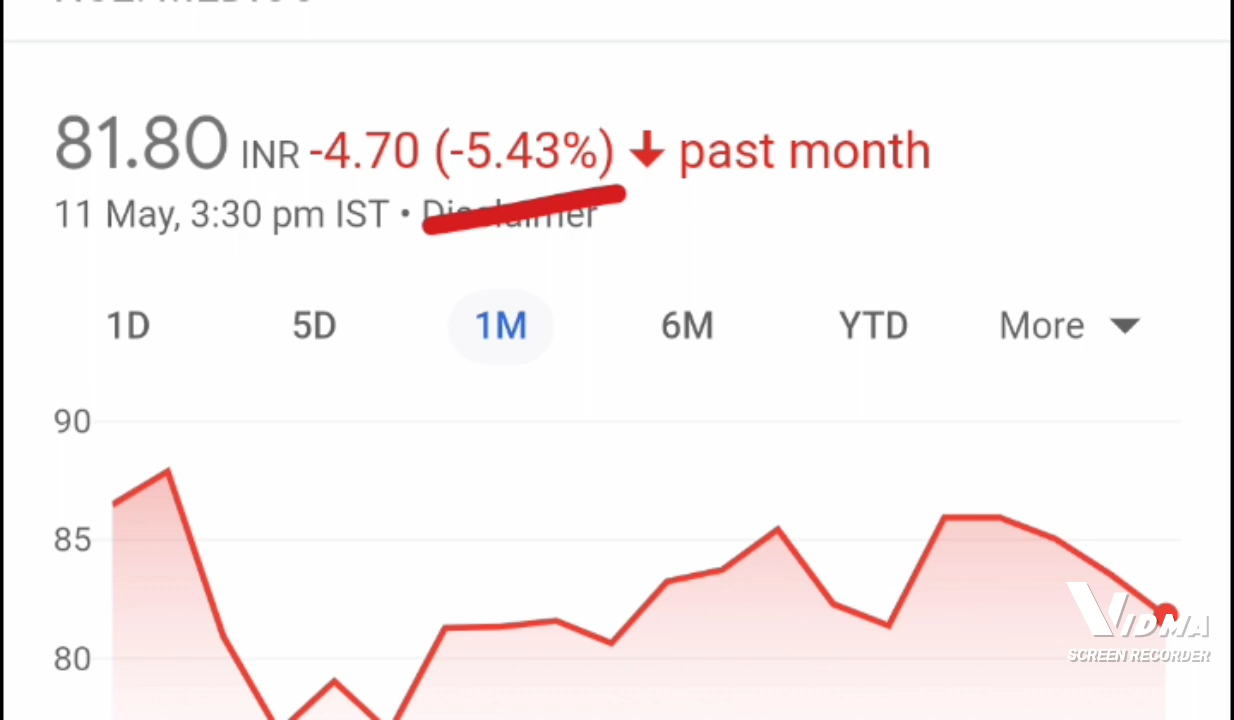 81.80 INR -4.70 (-5.43%) ↓ past month
11 May, 3:30 pm IST • Disclaimer
1D 5D 1M 6M YTD More
90
85
80
VIDMA
SCREEN RECORDER